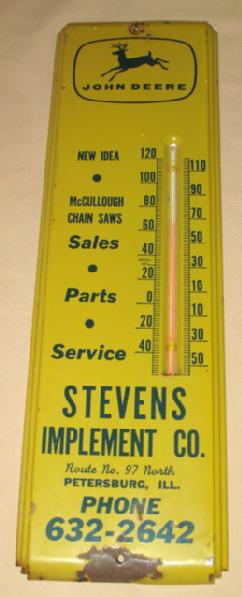 JOHN DEERE
NEW IDEA
McCULLOUGH
CHAIN SAWS
Sales
Parts
Service
120
100
80
60
40
20
0
20
40
110
90
70
50
30
10
10
30
50
STEVENS
IMPLEMENT CO.
Route No. 97 North
PETERSBURG, ILL.
PHONE
632-2642